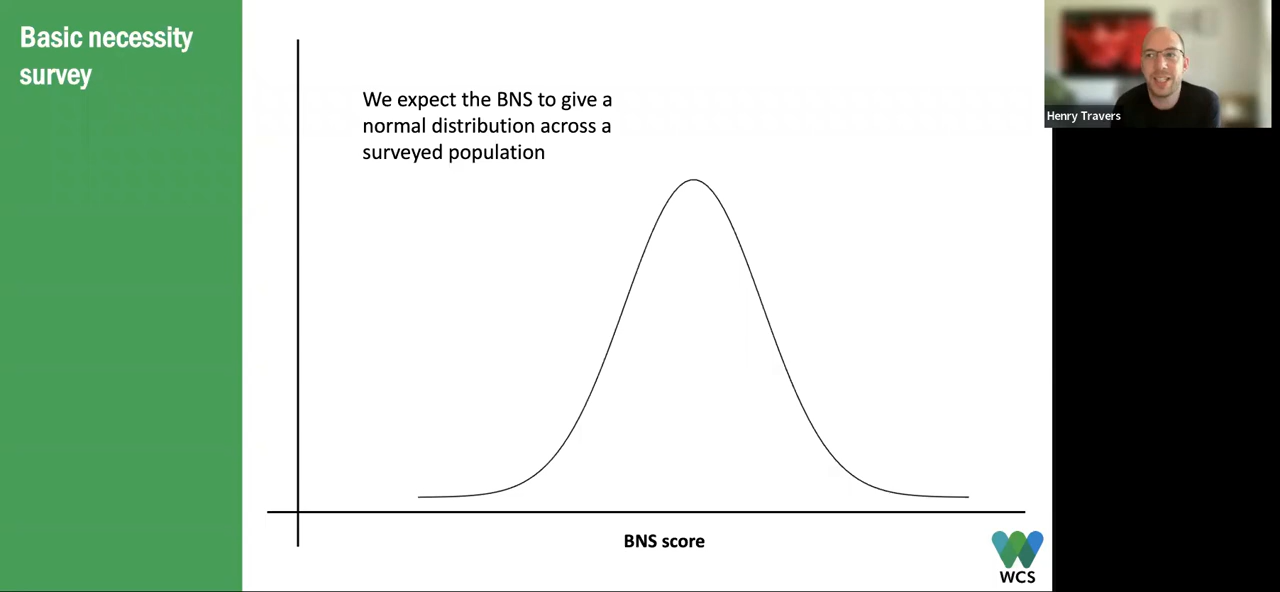 Basic necessity
survey
We expect the BNS to give a
normal distribution across a
surveyed population
BNS score
WCS
Henry Travers